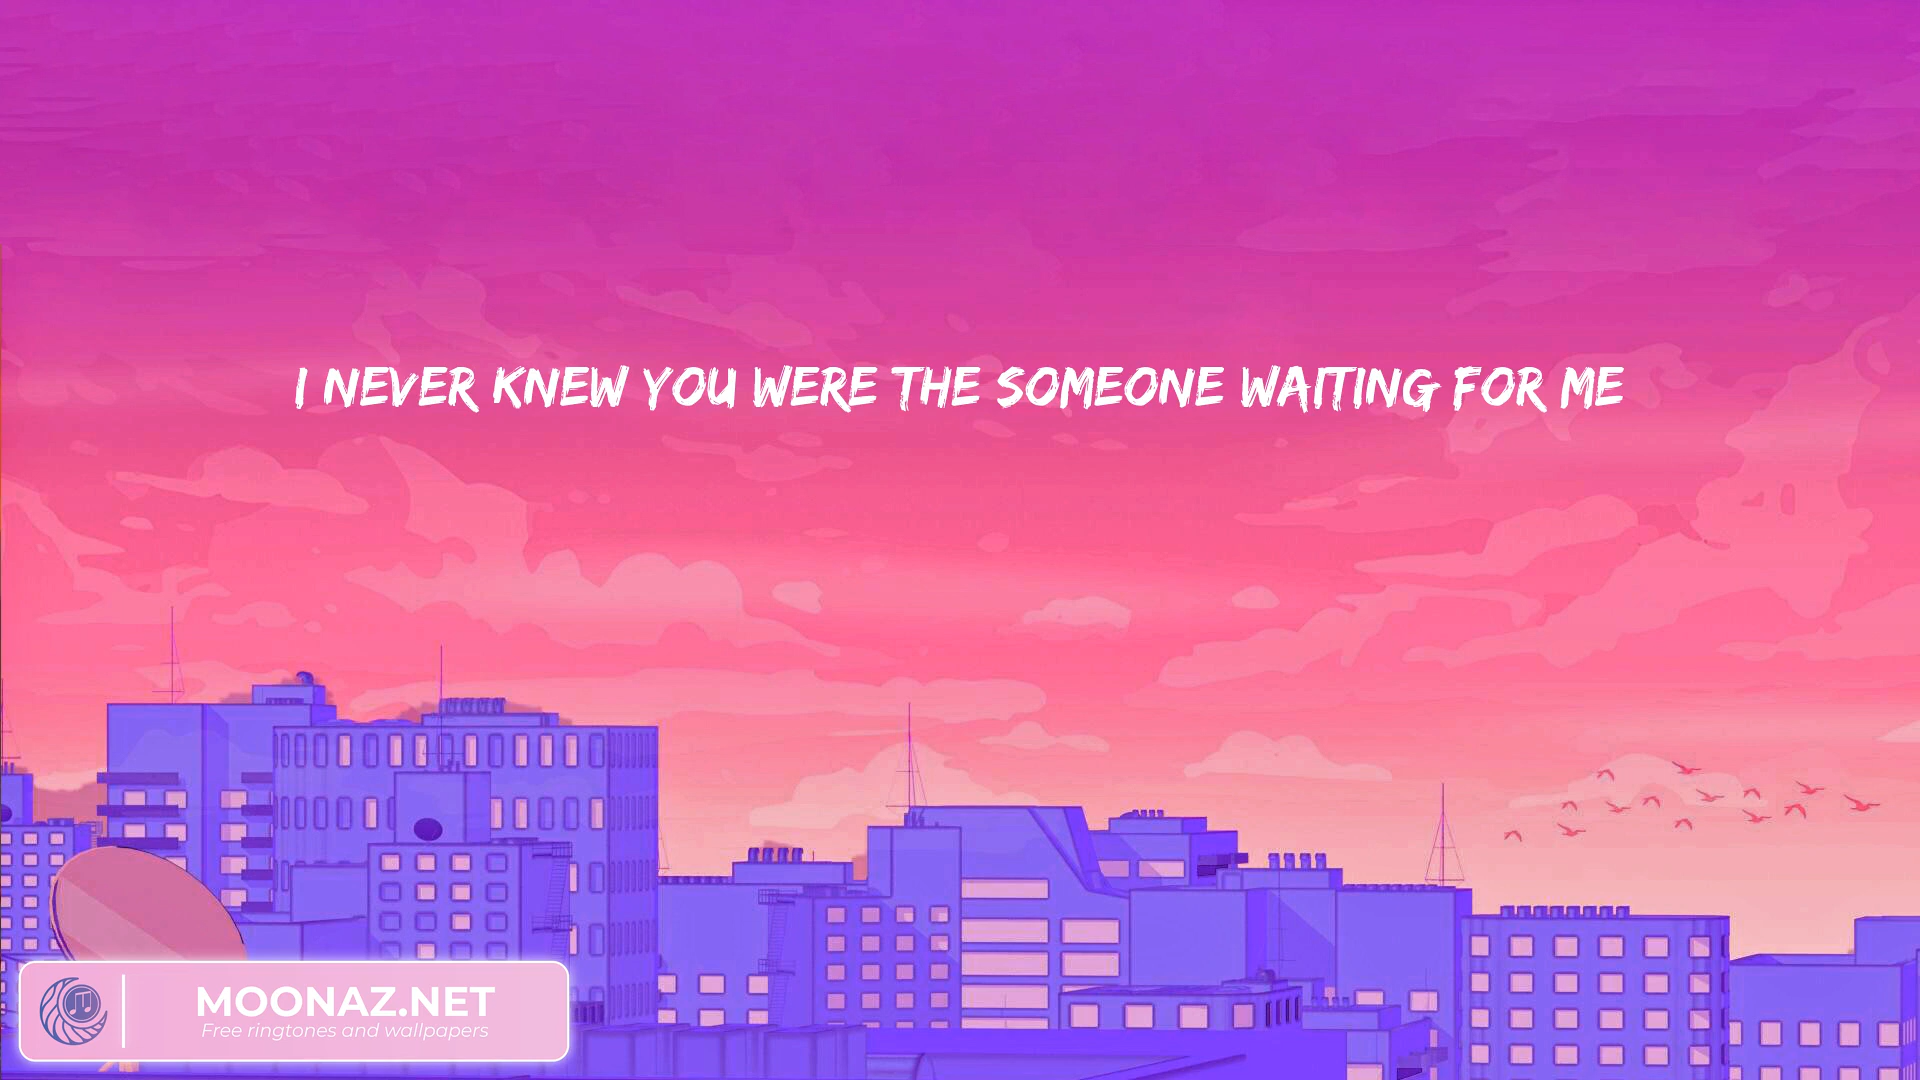 I NEVER KNEW YOU WERE THE SOMEONE WAITING FOR ME
MOONAZ.NET
Free ringtones and wallpapers